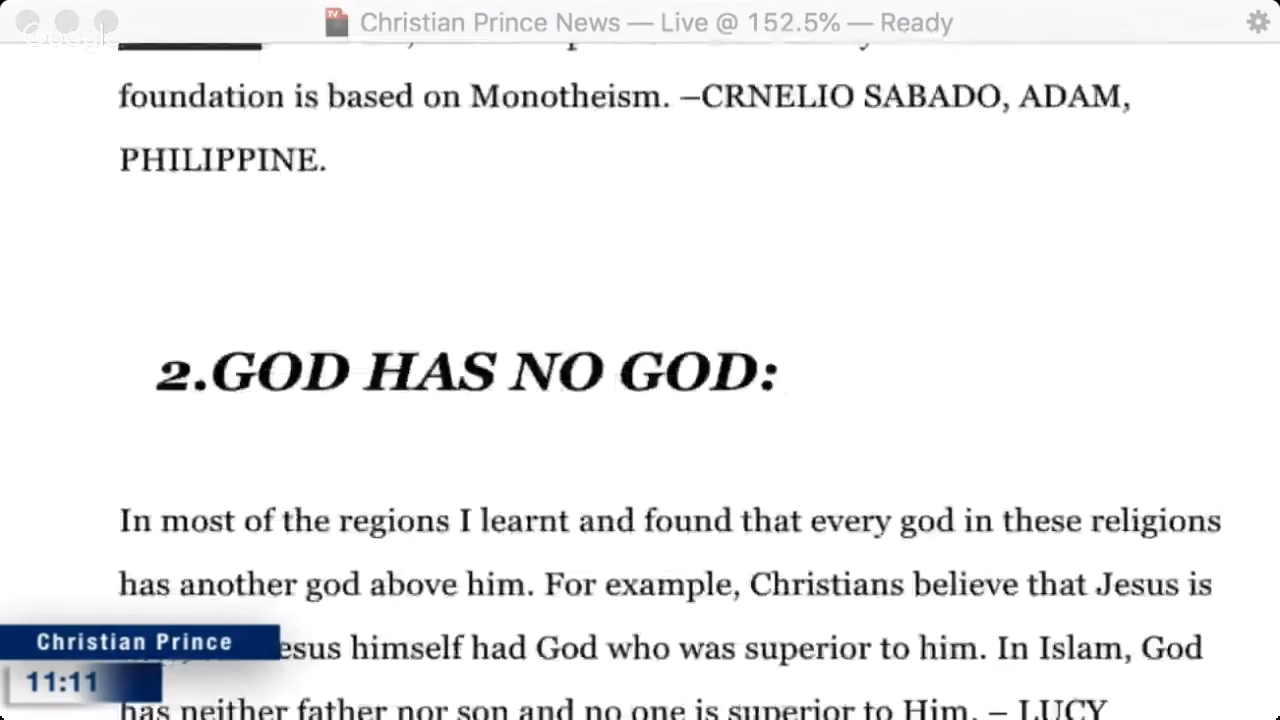 Christian Prince News — Live @ 152.5% — Ready
Google
foundation is based on Monotheism. –CRNELIO SABADO, ADAM,
PHILIPPINE.
2.GOD HAS NO GOD:
In most of the regions I learnt and found that every god in these religions
has another god above him. For example, Christians believe that Jesus is
esus himself had God who was superior to him. In Islam, God
has neither father nor son and no one is superior to Him. – LUCY
Christian Prince
11:11